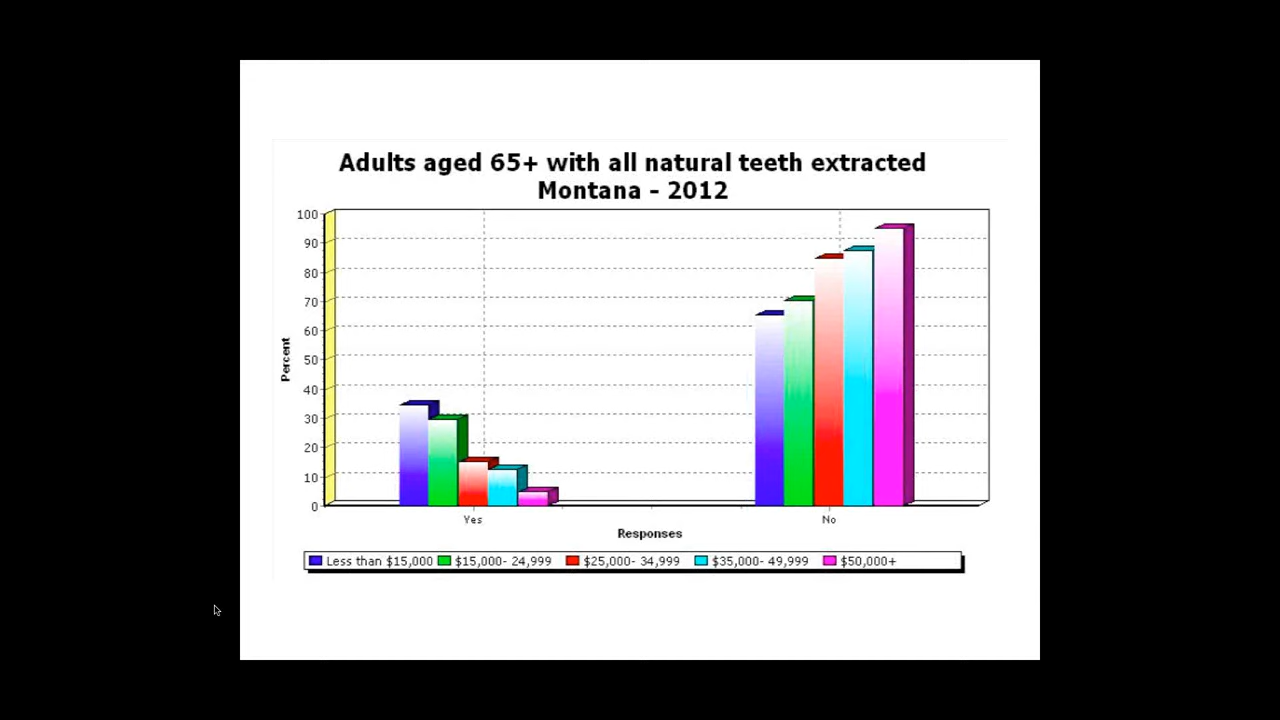 Adults aged 65+ with all natural teeth extracted
Montana - 2012
100
90
80
70
60
50
40
30
20
10
0
Percent
Yes
No
Responses
Less than $15,000 $15,000- 24,999 $25,000- 34,999 $35,000- 49,999 $50,000+